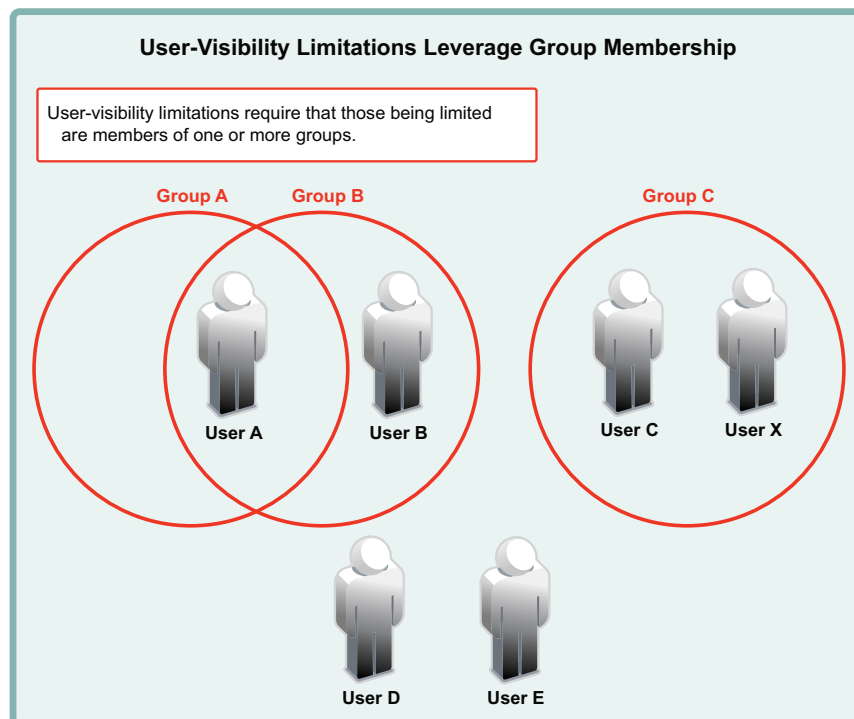 User-Visibility Limitations Leverage Group Membership
User-visibility limitations require that those being limited
are members of one or more groups.
Group A
Group B
Group C
User A
User B
User C
User X
User D
User E